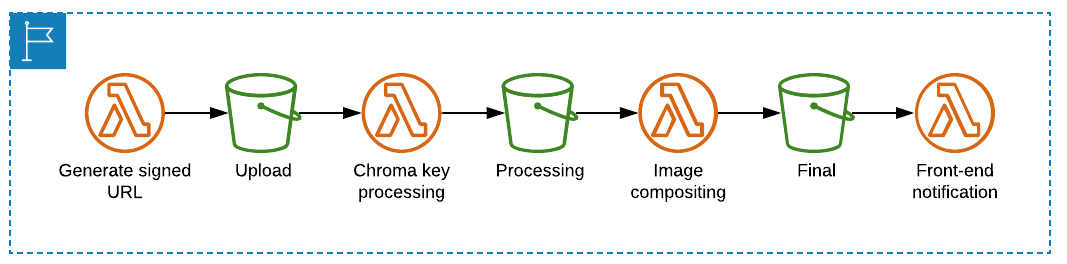 Generate signed
URL
Upload
Chroma key
processing
Processing
Image
compositing
Final
Front-end
notification